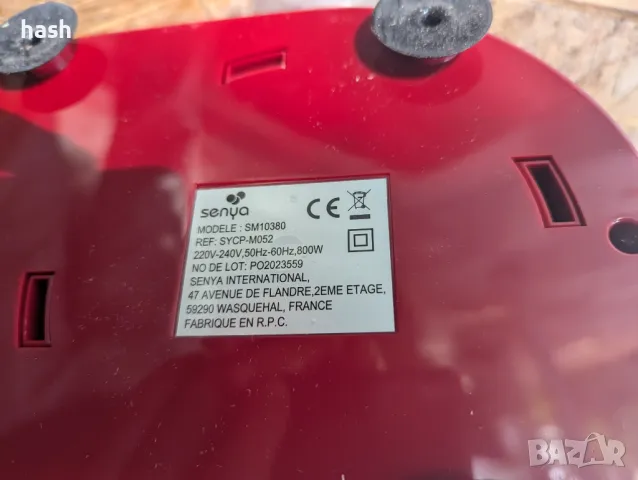 hash
senya
CE
MODELE : SM10380
REF: SYCP-M052
220V-240V,50Hz-60Hz,800W
NO DE LOT: PO2023559
SENYA INTERNATIONAL,
47 AVENUE DE FLANDRE,2EME ETAGE,
59290 WASQUEHAL, FRANCE
FABRIQUE EN R.P.C.
BAZAR